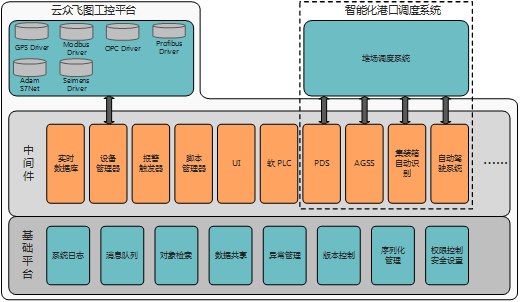 云众飞图工控平台
智能化港口调度系统
GPS Driver
Modbus
Driver
OPC Driver
Profibus
Driver
Adam
S7Net
Seimens
Driver
堆场调度系统
中间件
实时
数据库
设备
管理器
报警
触发器
脚本
管理器
UI
软 PLC
PDS
AGSS
集装箱
自动识
别
自动驾
驶系统
······
基础平台
系统日志
消息队列
对象检索
数据共享
异常管理
版本控制
序列化
管理
权限控制
安全设置